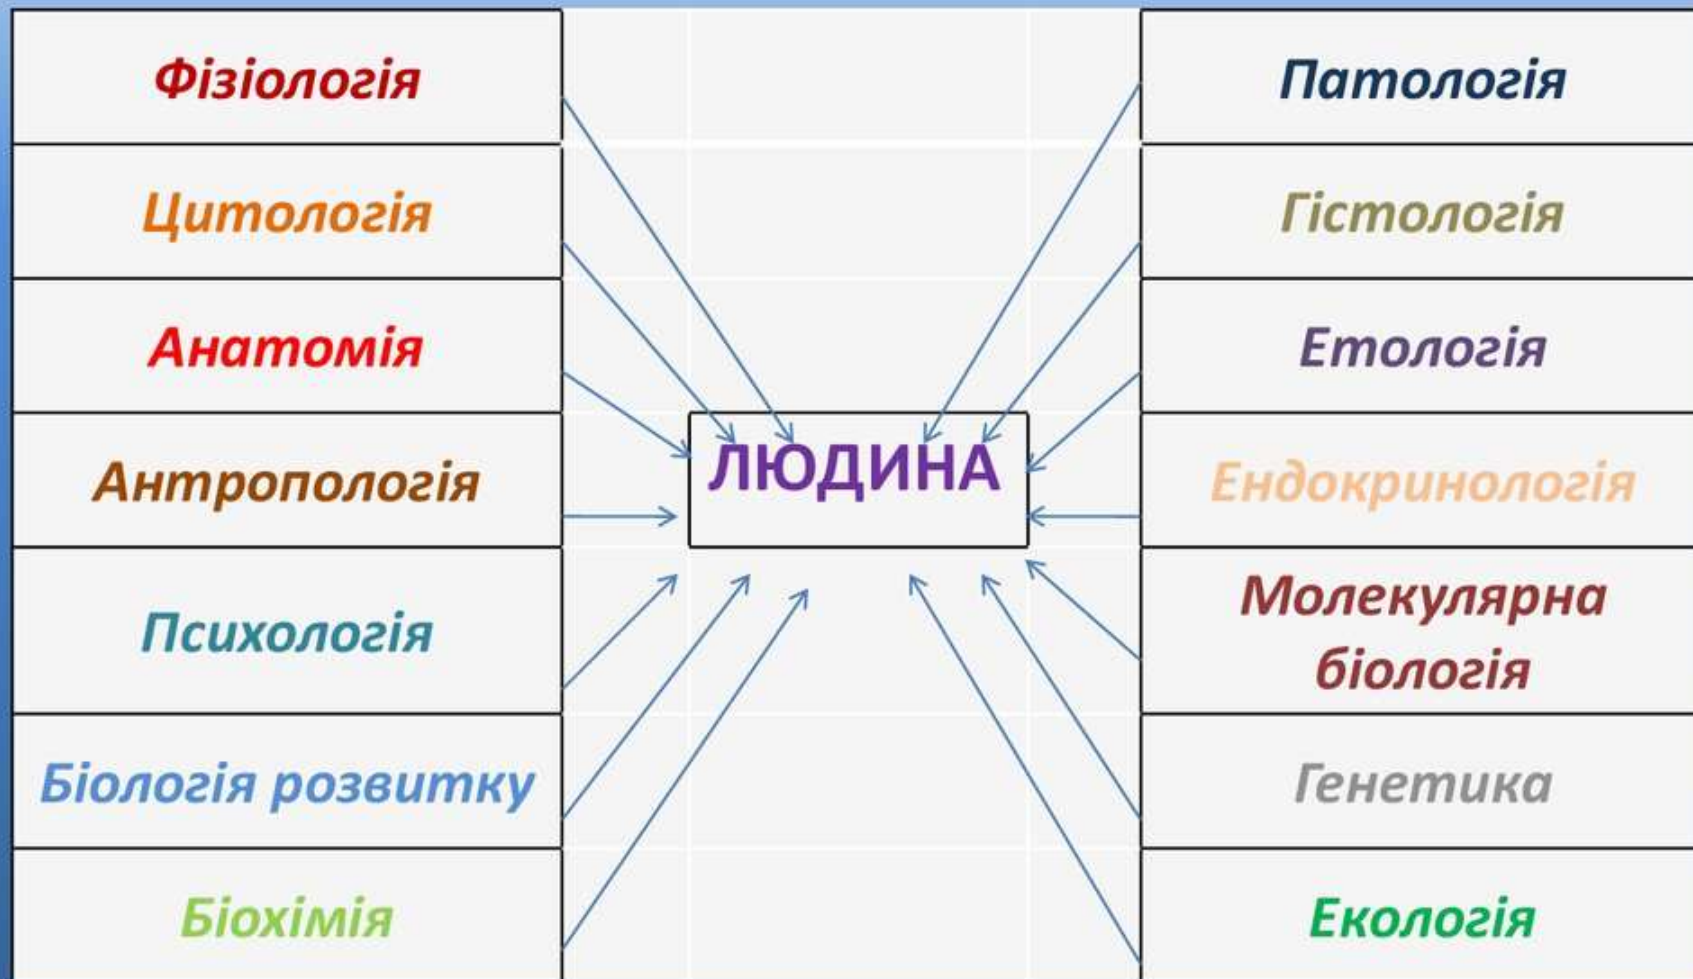 Фізіологія
Цитологія
Анатомія
Антропологія
Психологія
Біологія розвитку
Біохімія
ЛЮДИНА
Патологія
Гістологія
Етологія
Ендокринологія
Молекулярна
біологія
Генетика
Екологія